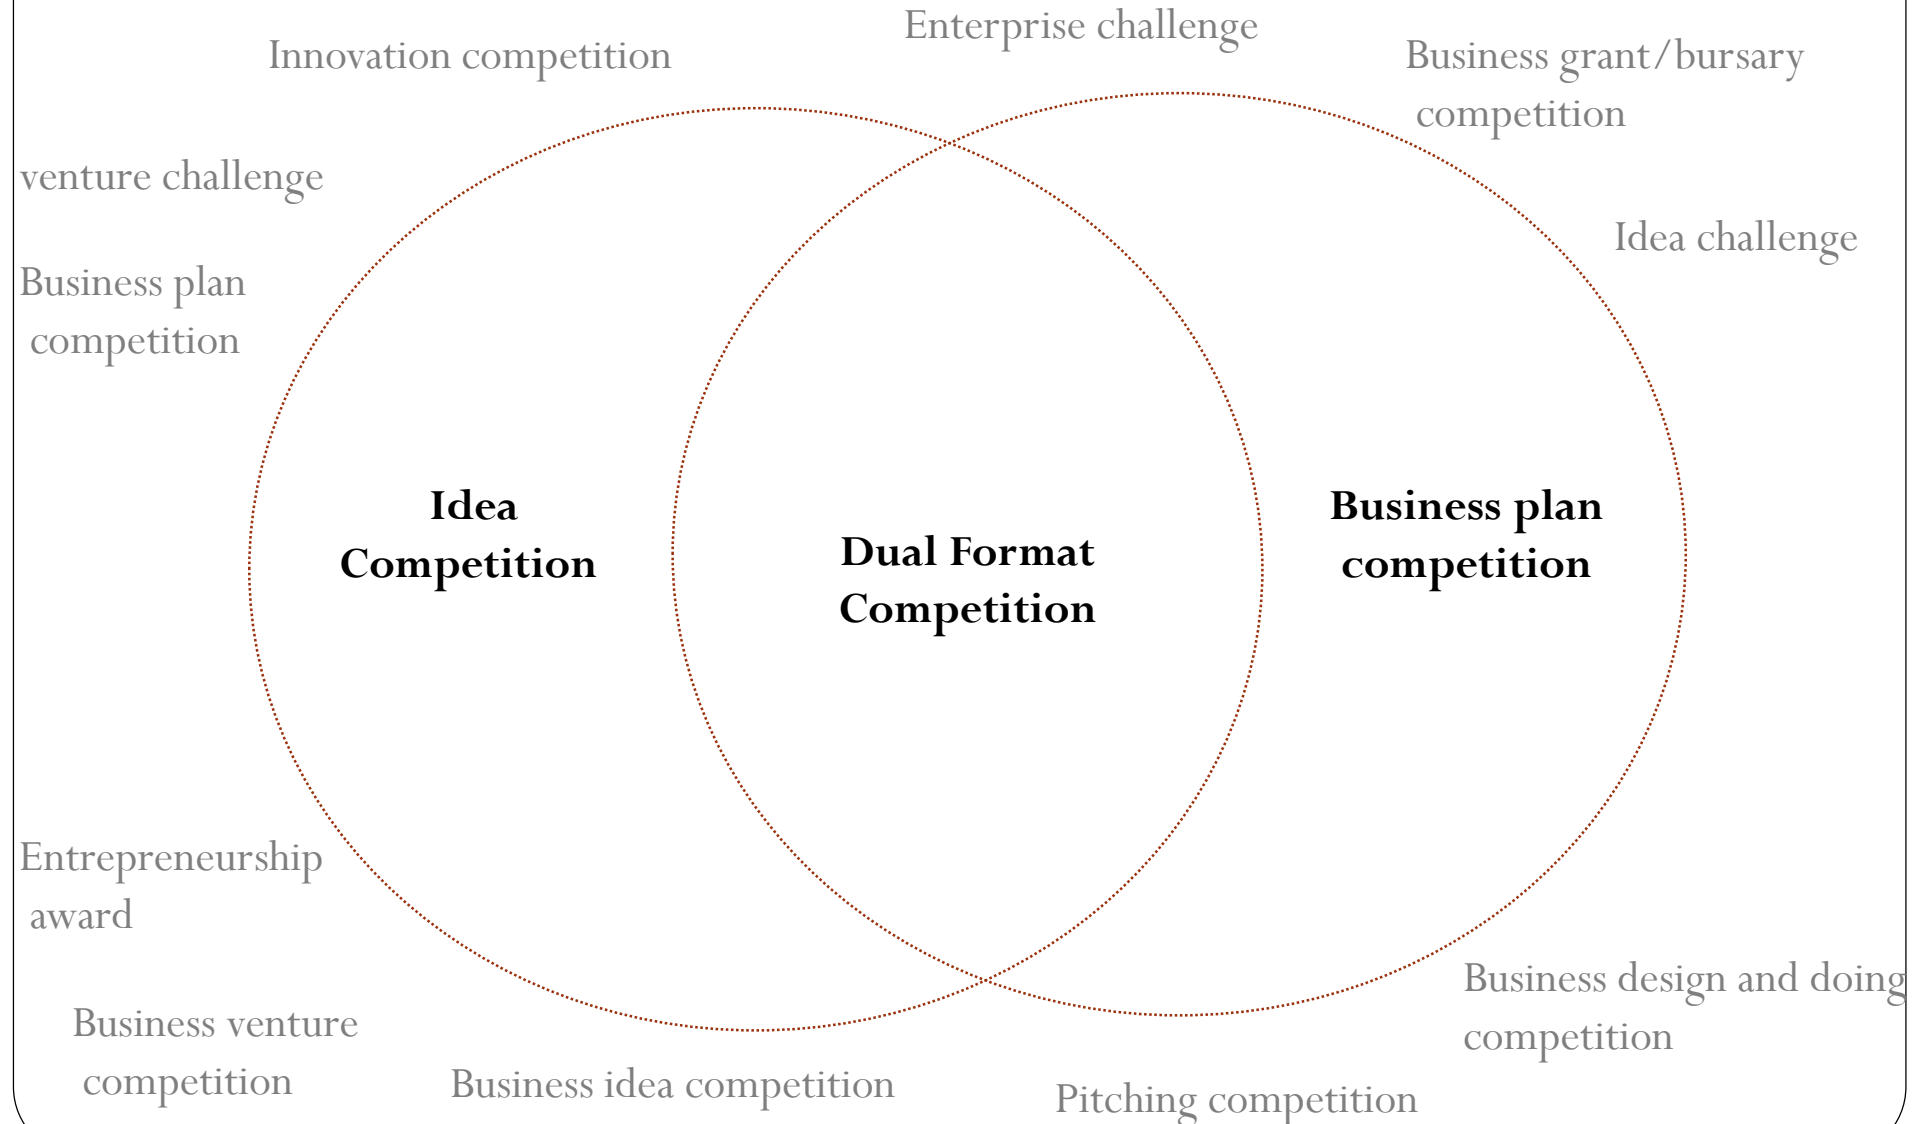 Enterprise challenge
Innovation competition
Business grant/bursary
competition
venture challenge
Idea challenge
Business plan
competition
Idea
Competition
Dual Format
Competition
Business plan
competition
Entrepreneurship
award
Business design and doing
competition
Business venture
competition
Business idea competition
Pitching competition